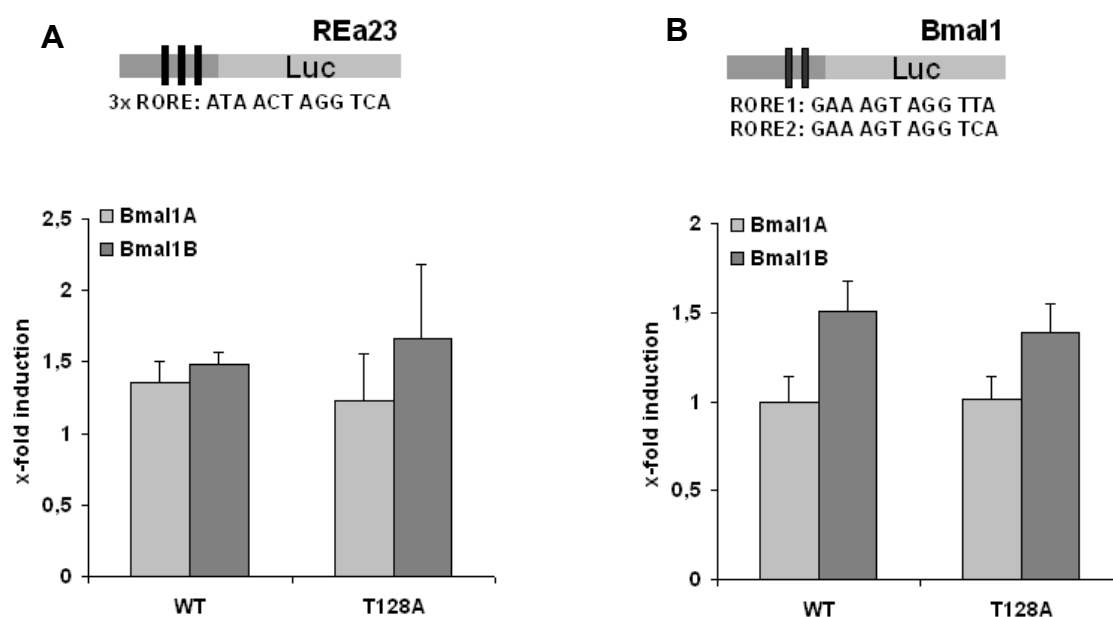 A
REa23
Luc
3x RORE: ATA ACT AGG TCA
2,5
2
1,5
1
0,5
0
x-fold induction
Bmal1A
Bmal1B
WT
T128A
B
Bmal1
Luc
RORE1: GAA AGT AGG TTA
RORE2: GAA AGT AGG TCA
2
1,5
1
0,5
0
x-fold induction
Bmal1A
Bmal1B
WT
T128A